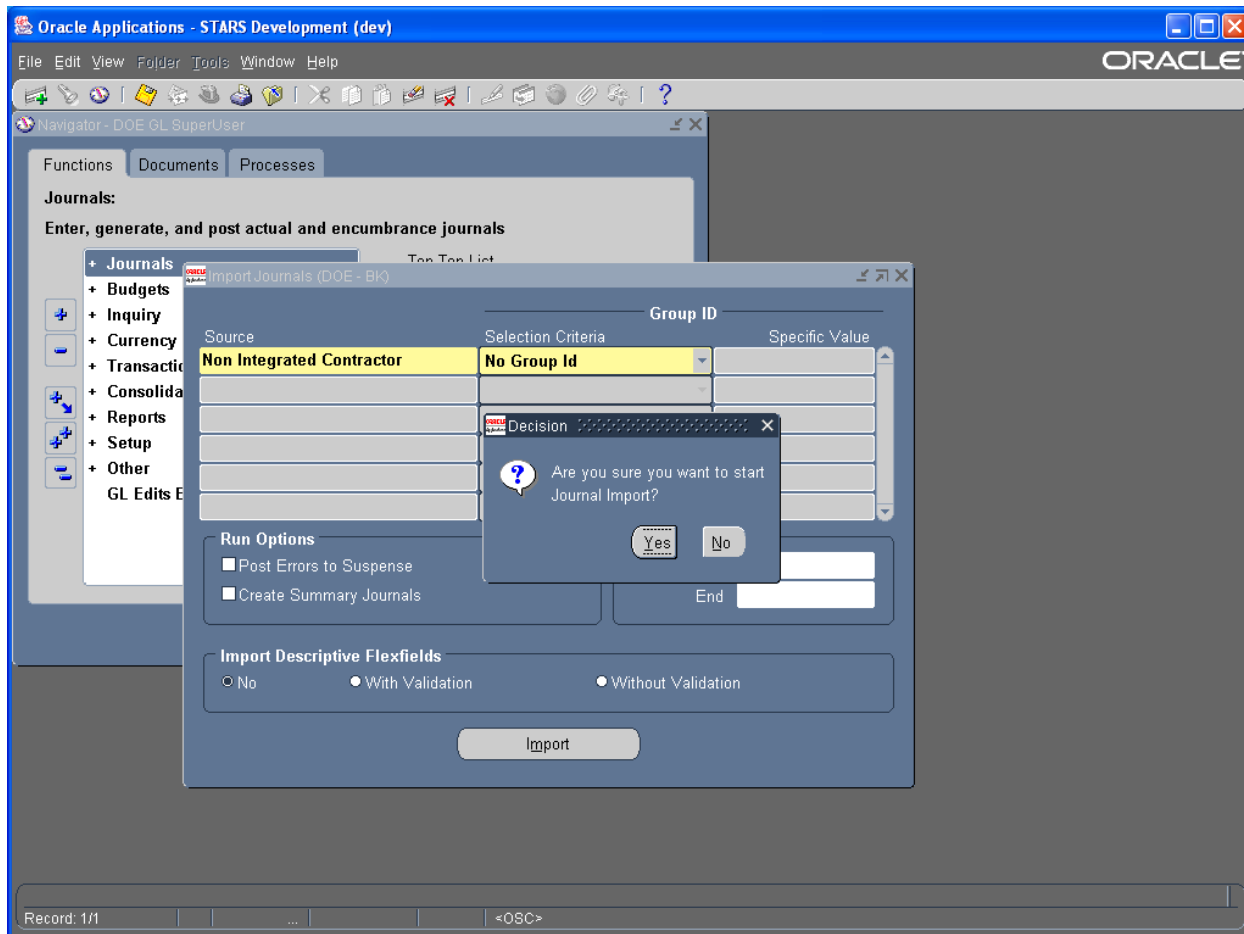 Oracle Applications - STARS Development (dev)
File Edit View Folder Tools Window Help
ORACLE
Navigator - DOE GL SuperUser
Functions Documents Processes
Journals:
Enter, generate, and post actual and encumbrance journals
+ Journals
Top Ten List
+ Budgets
+ Inquiry
+ Currency
+ Transactio
+ Consolida
+ Reports
+ Setup
+ Other
GL Edits E
Import Journals (DOE - BK)
Group ID
Source Selection Criteria Specific Value
Non Integrated Contractor No Group Id
Decision
Are you sure you want to start
Journal Import?
Yes No
Run Options
Post Errors to Suspense
Create Summary Journals
End
Import Descriptive Flexfields
No With Validation Without Validation
Import
Record: 1/1 ... <OSC>